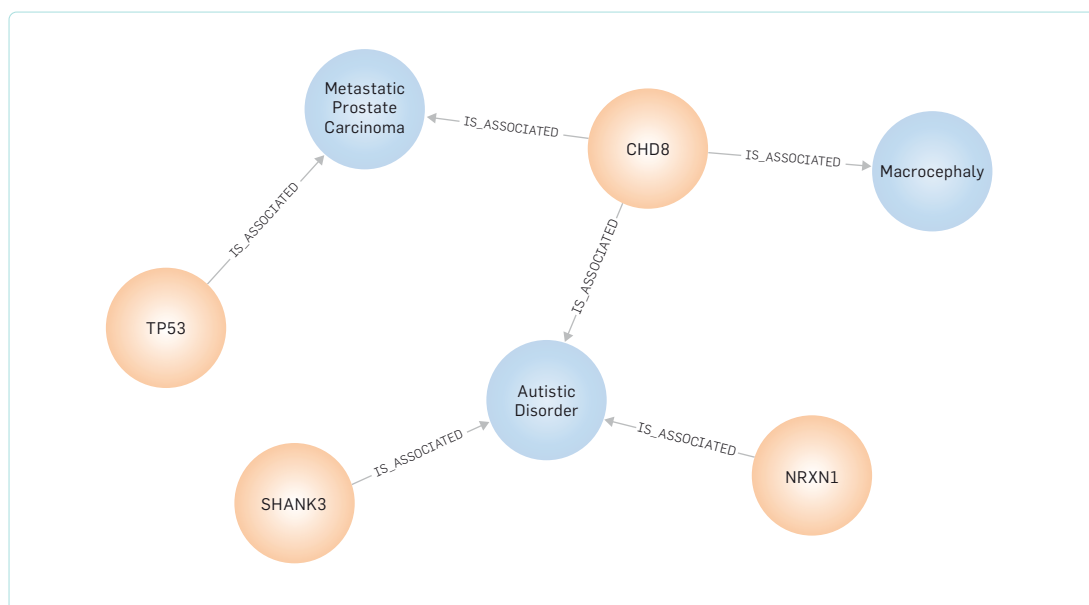 Metastatic
Prostate
Carcinoma
IS_ASSOCIATED
CHD8
IS_ASSOCIATED
Macrocephaly
IS_ASSOCIATED
IS_ASSOCIATED
TP53
Autistic
Disorder
IS_ASSOCIATED
IS_ASSOCIATED
SHANK3
NRXN1